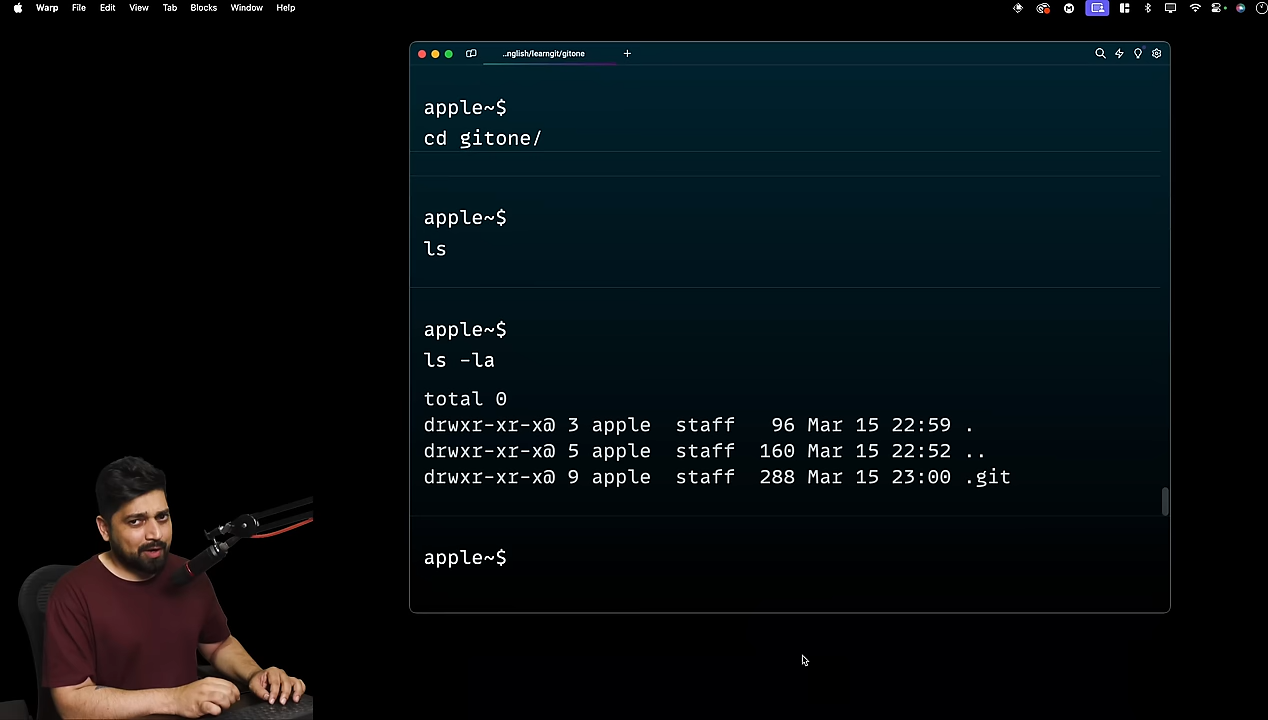 Warp File Edit View Tab Blocks Window Help
..nglish/learngit/gitone
apple~$
cd gitone/
apple~$
ls
apple~$
ls -la
total 0
drwxr-xr-x@ 3 apple  staff   96 Mar 15 22:59 .
drwxr-xr-x@ 5 apple  staff  160 Mar 15 22:52 ..
drwxr-xr-x@ 9 apple  staff  288 Mar 15 23:00 .git
apple~$